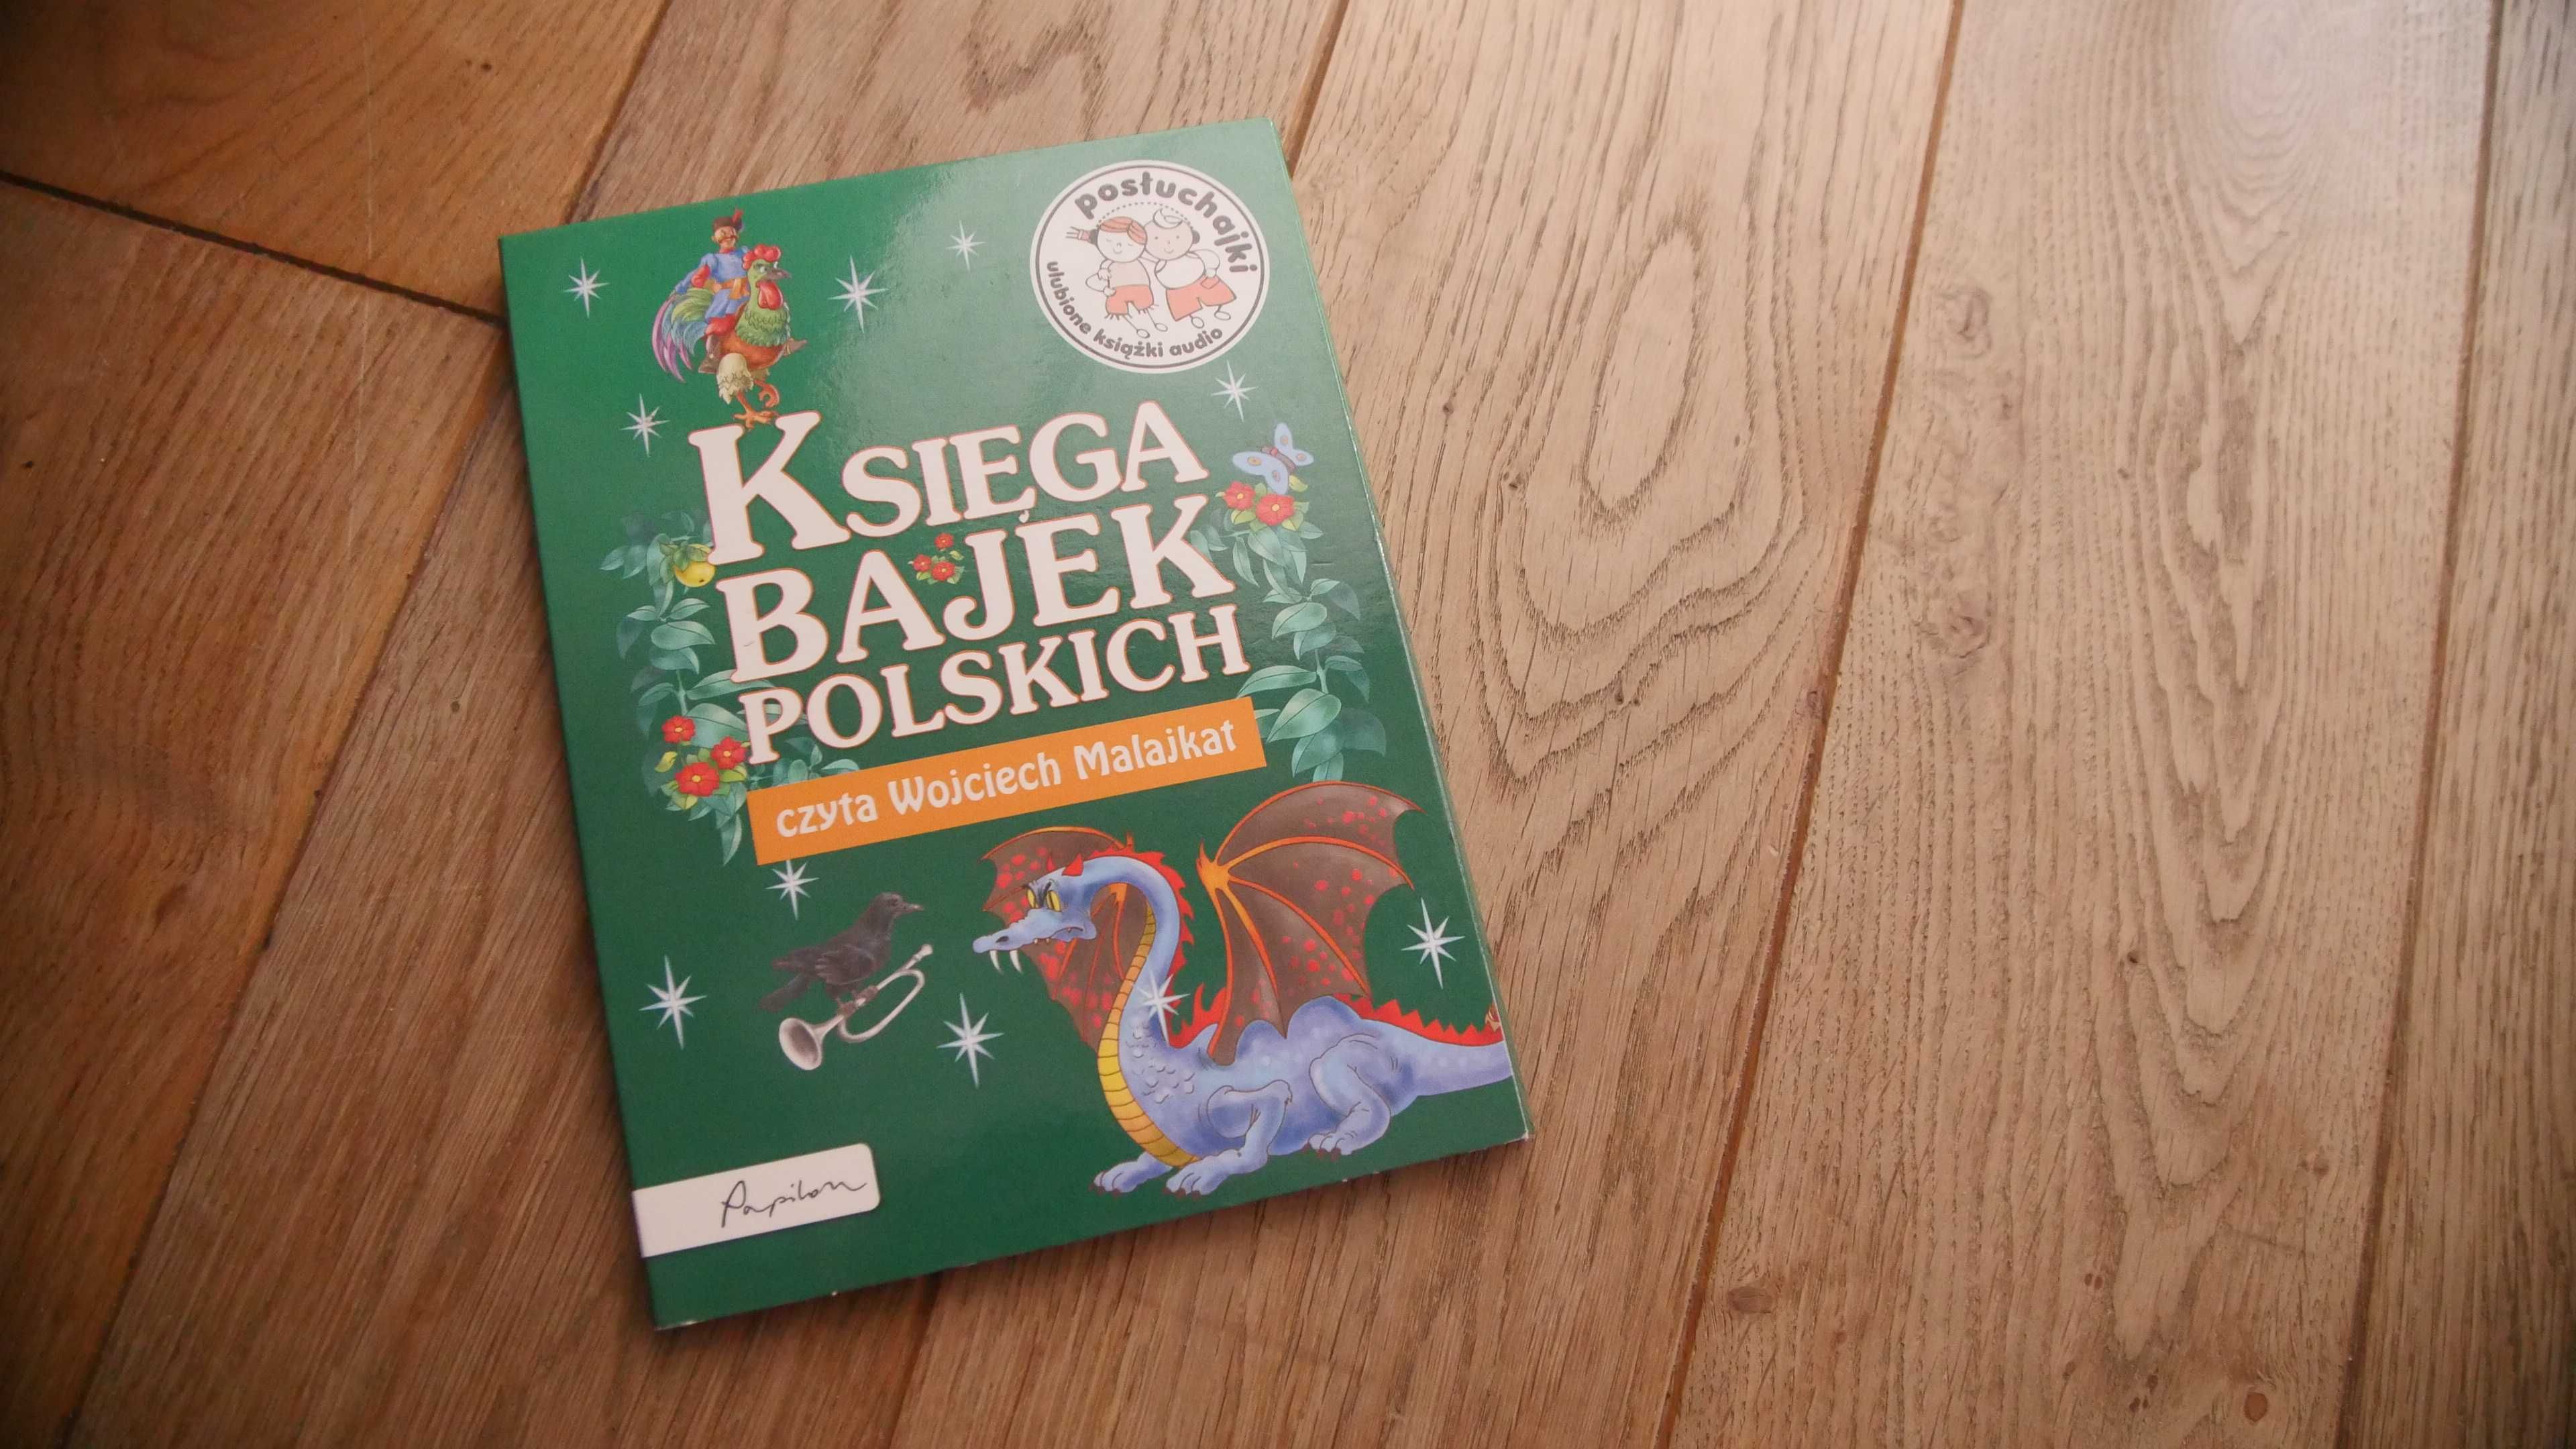 posłuchajki
ulubione książki audio
KSIĘGA
BAJEK
POLSKICH
czyta Wojciech Malajkat
Papilon